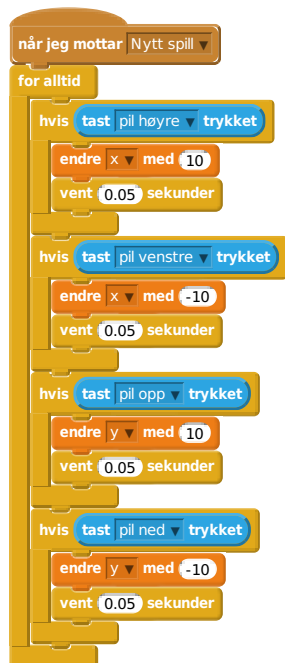 når jeg mottar Nytt spill
for alltid
hvis tast pil høyre trykket
endre x med 10
vent 0.05 sekunder
hvis tast pil venstre trykket
endre x med -10
vent 0.05 sekunder
hvis tast pil opp trykket
endre y med 10
vent 0.05 sekunder
hvis tast pil ned trykket
endre y med -10
vent 0.05 sekunder